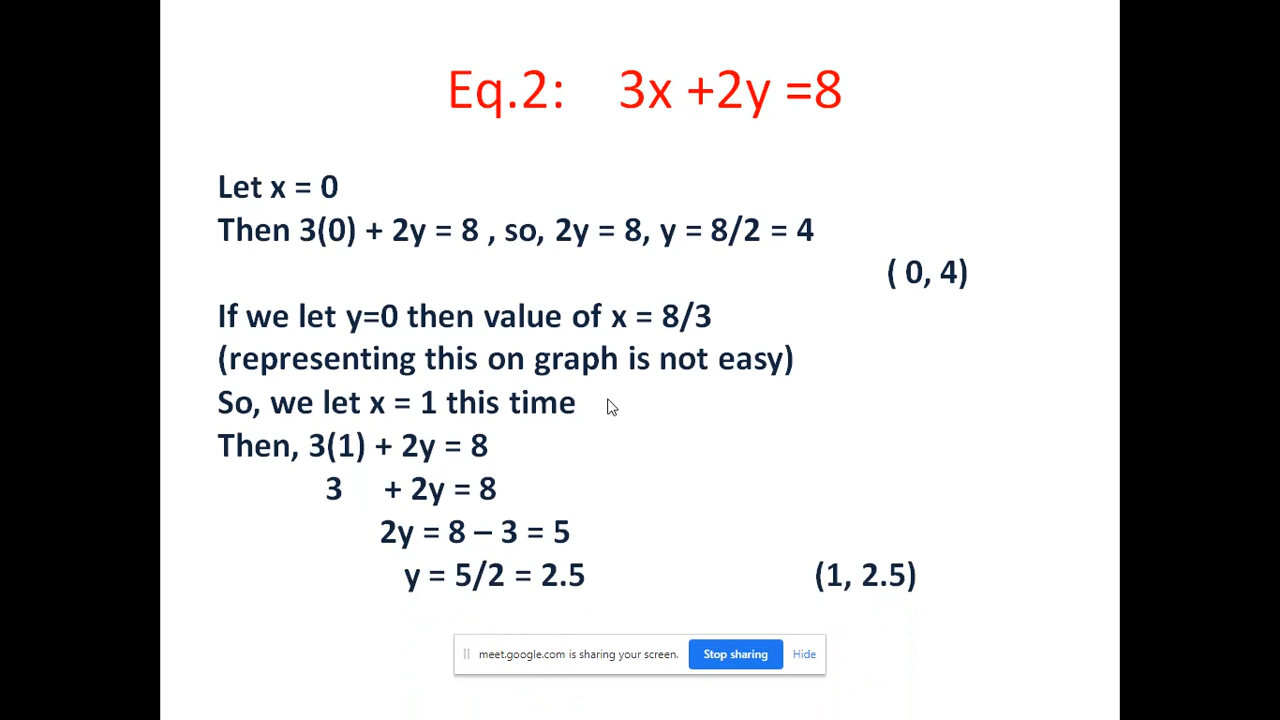 Eq.2: 3x +2y =8
Let x = 0
Then 3(0) + 2y = 8 , so, 2y = 8, y = 8/2 = 4
( 0, 4)
If we let y=0 then value of x = 8/3
(representing this on graph is not easy)
So, we let x = 1 this time
Then, 3(1) + 2y = 8
3 + 2y = 8
2y = 8 – 3 = 5
y = 5/2 = 2.5 (1, 2.5)
meet.google.com is sharing your screen. Stop sharing Hide